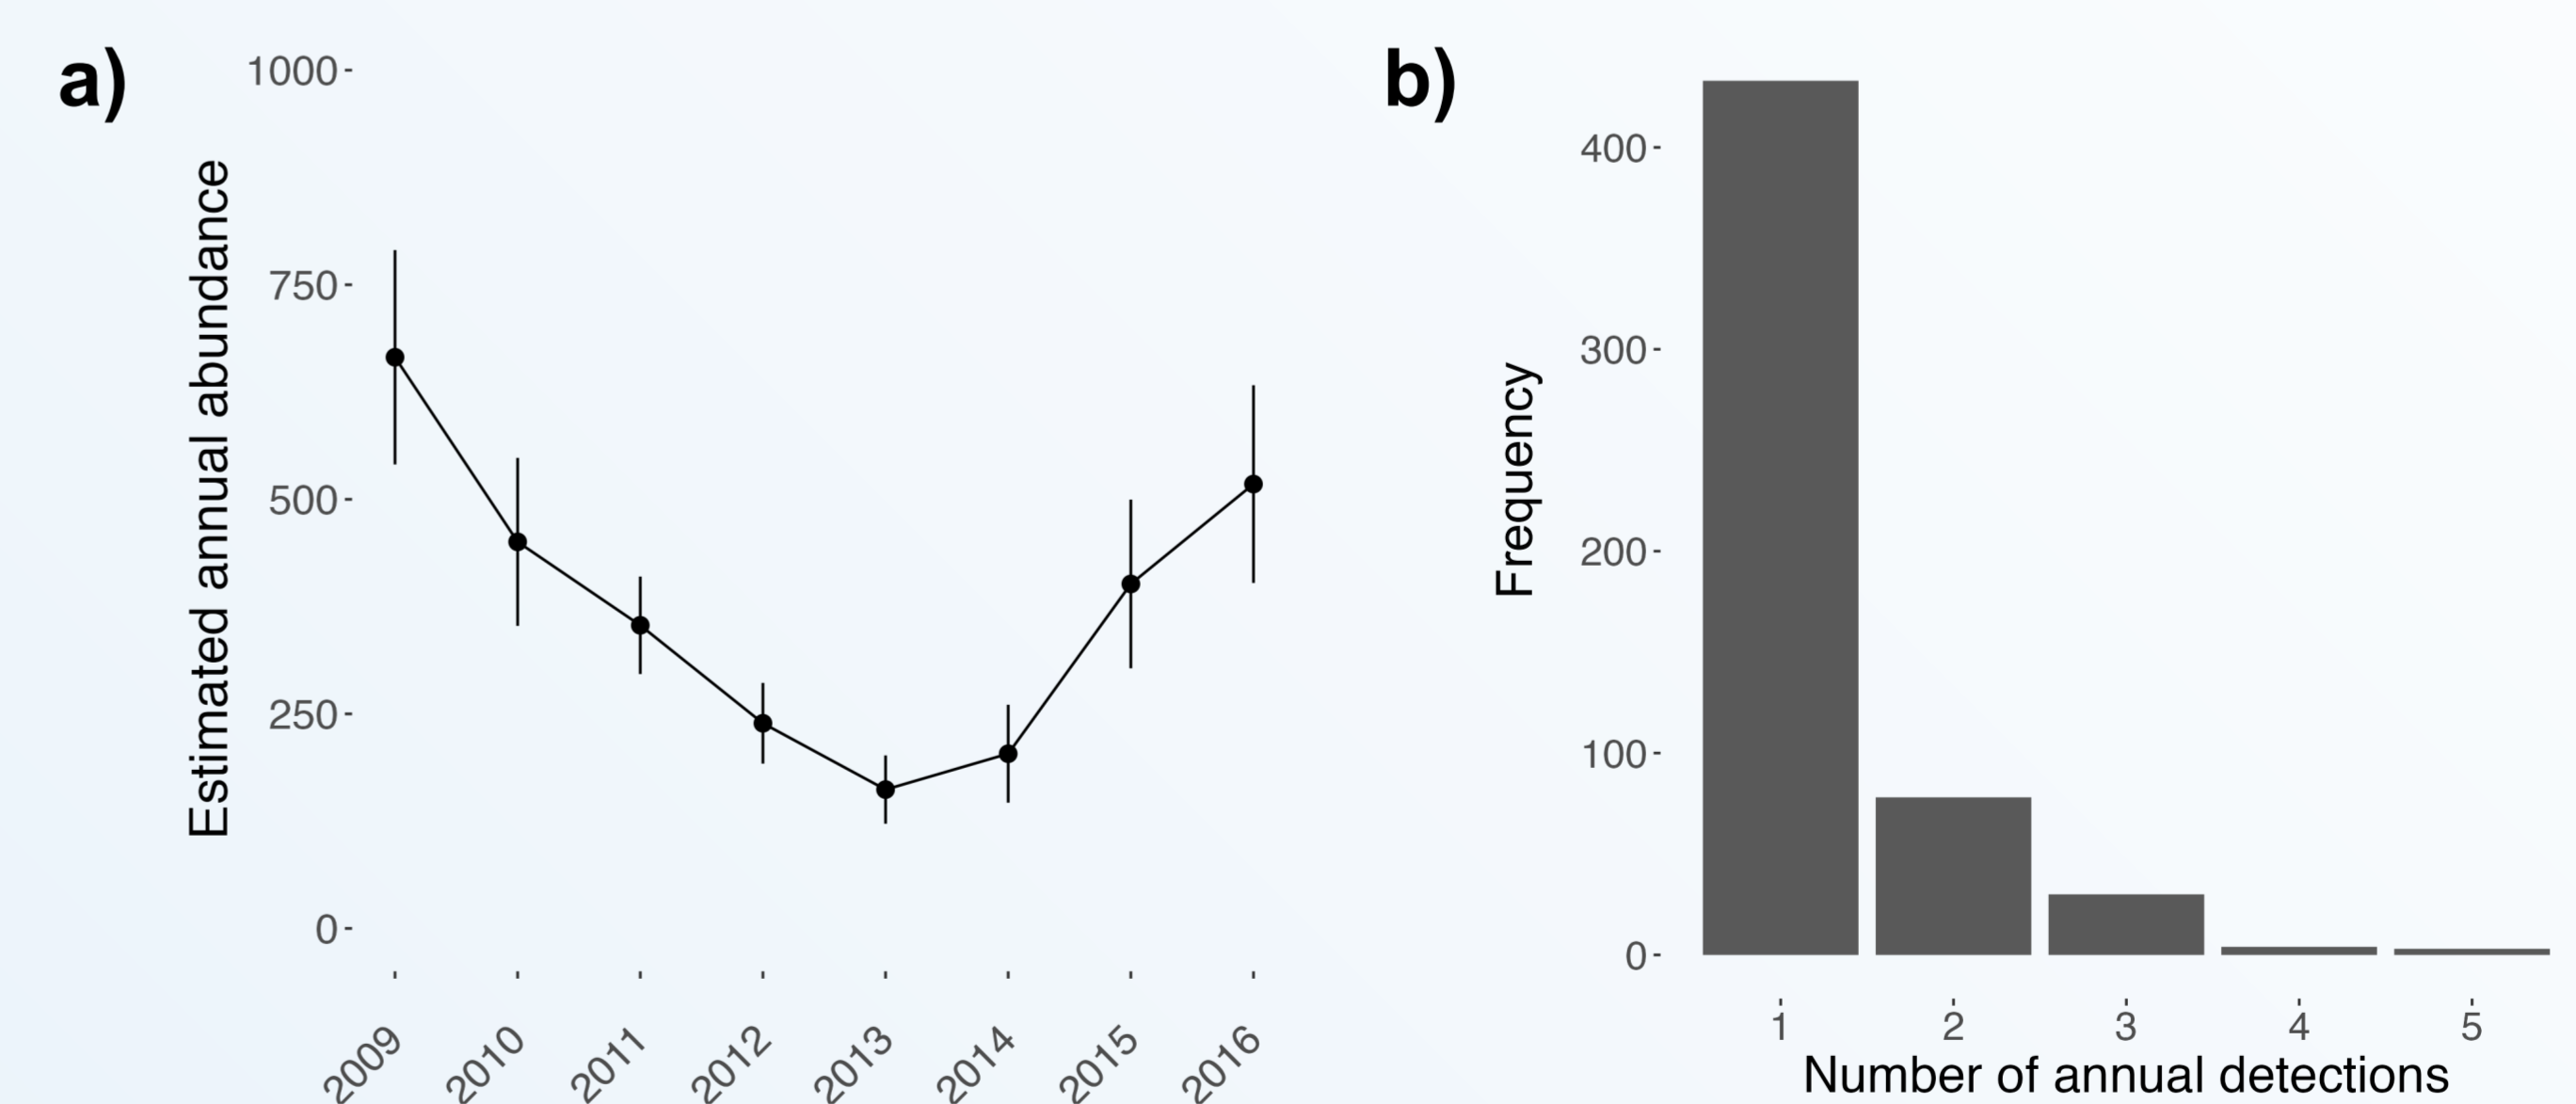 a)
1000
750
500
250
0
Estimated annual abundance
2009 2010 2011 2012 2013 2014 2015 2016
b)
400
300
200
100
0
Frequency
1 2 3 4 5
Number of annual detections